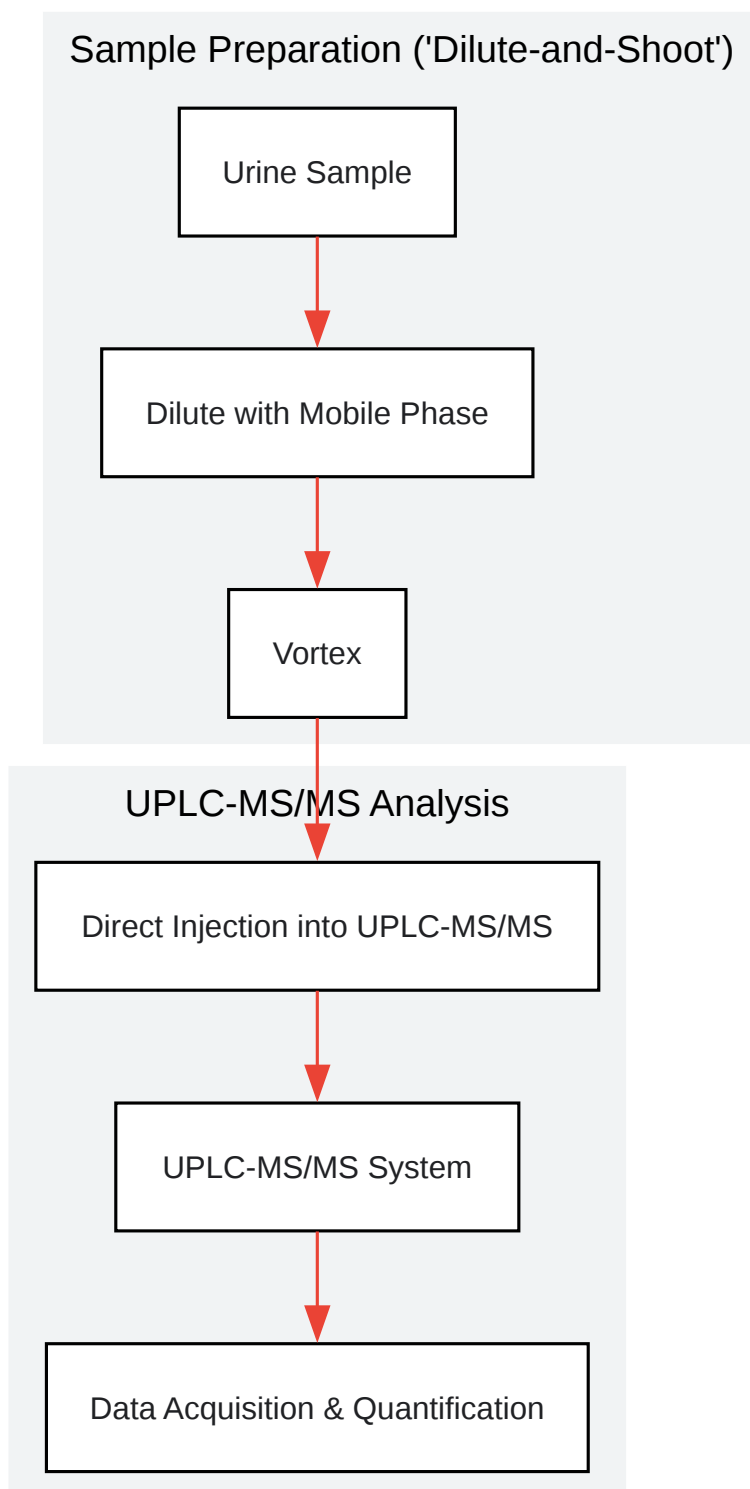 Sample Preparation ('Dilute-and-Shoot')
Urine Sample
Dilute with Mobile Phase
Vortex
UPLC-MS/MS Analysis
Direct Injection into UPLC-MS/MS
UPLC-MS/MS System
Data Acquisition & Quantification